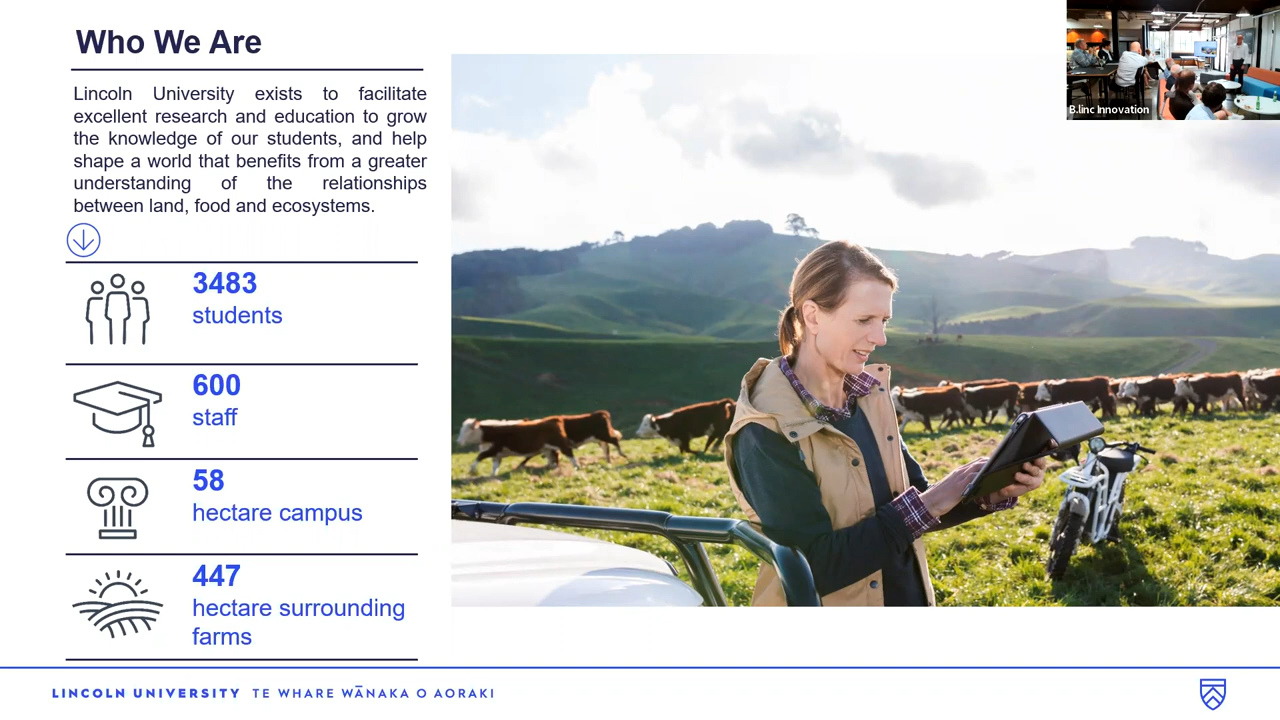 Who We Are
Lincoln University exists to facilitate
excellent research and education to grow
the knowledge of our students, and help
shape a world that benefits from a greater
understanding of the relationships
between land, food and ecosystems.
3483
students
600
staff
58
hectare campus
447
hectare surrounding
farms
B.linc Innovation
LINCOLN UNIVERSITY TE WHARE WĀNAKA O AORAKI